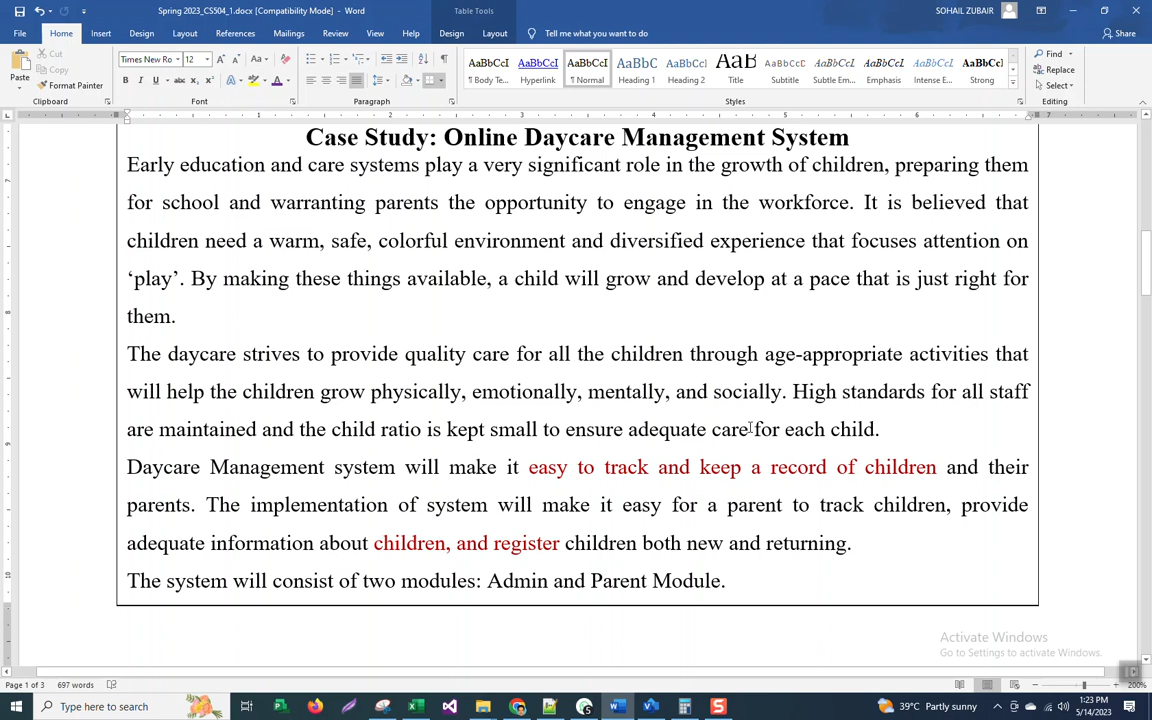 Spring 2023_CS504_1.docx [Compatibility Mode] - Word
Table Tools
SOHAIL ZUBAIR
File Home Insert Design Layout References Mailings Review View Help Design Layout Tell me what you want to do Share
Cut
Copy
Format Painter
Paste
Clipboard
Times New Ro 12 Aa
B I U abc x₂ x² A A
Font
Paragraph
AaBbCcI AaBbCcI AaBbCcI AaBbC AaBbCcI AaB AaBbCcD AaBbCcI AaBbCcI AaBbCcI AaBbCc
¶ Body Te... Hyperlink ¶ Normal Heading 1 Heading 2 Title Subtitle Subtle Em... Emphasis Intense E... Strong
Styles
Find
Replace
Select
Editing
1 2 3 4 5 6 7
Case Study: Online Daycare Management System
Early education and care systems play a very significant role in the growth of children, preparing them
for school and warranting parents the opportunity to engage in the workforce. It is believed that
children need a warm, safe, colorful environment and diversified experience that focuses attention on
‘play’. By making these things available, a child will grow and develop at a pace that is just right for
them.
The daycare strives to provide quality care for all the children through age-appropriate activities that
will help the children grow physically, emotionally, mentally, and socially. High standards for all staff
are maintained and the child ratio is kept small to ensure adequate care for each child.
Daycare Management system will make it easy to track and keep a record of children and their
parents. The implementation of system will make it easy for a parent to track children, provide
adequate information about children, and register children both new and returning.
The system will consist of two modules: Admin and Parent Module.
Activate Windows
Go to Settings to activate Windows.
Page 1 of 3 697 words 200%
Type here to search
39°C Partly sunny
1:23 PM
5/14/2023